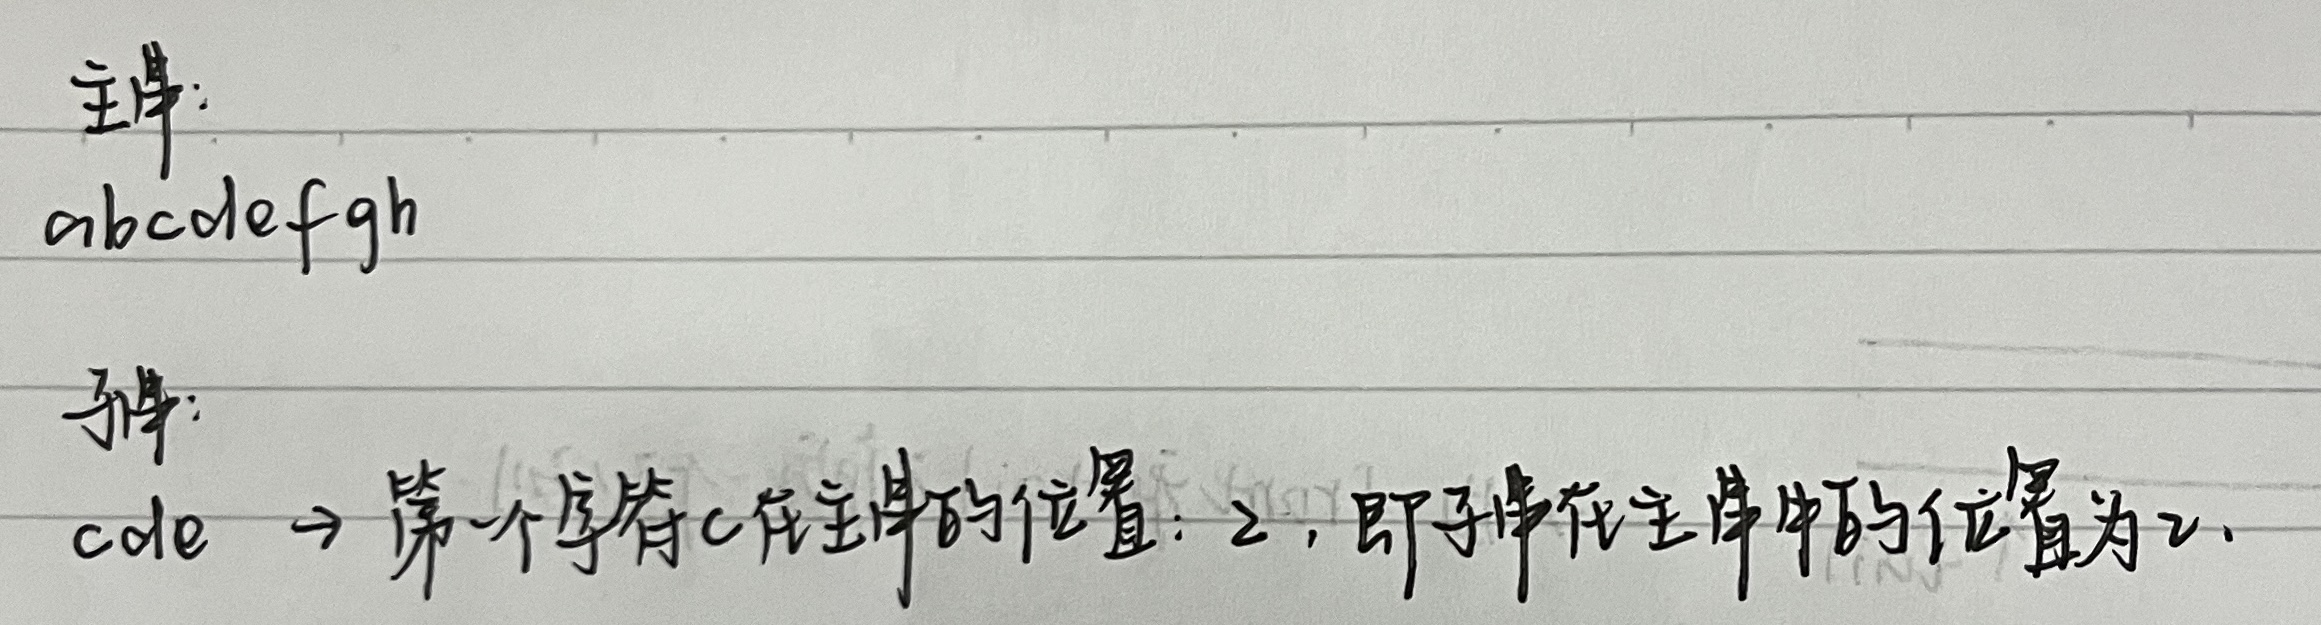 主串:
abcdefgh
子串:
cde → 第一个字符c在主串的位置: 2, 即子串在主串中的位置为2.